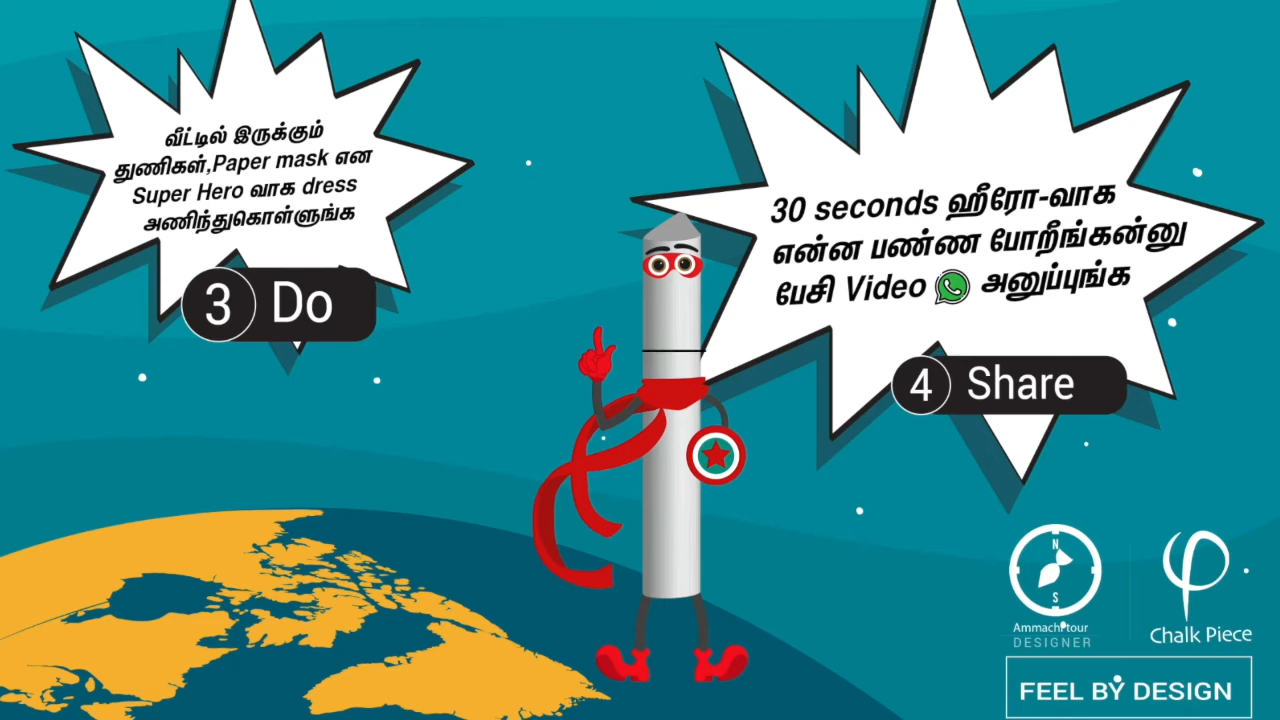 வீட்டில் இருக்கும்
துணிகள்,Paper mask என
Super Hero வாக dress
அணிந்துகொள்ளுங்க
3 Do
30 seconds ஹீரோ-வாக
என்ன பண்ண போறீங்கன்னு
பேசி Video அனுப்புங்க
4 Share
N
S
Ammachi tour
DESIGNER
Chalk Piece
FEEL BY DESIGN